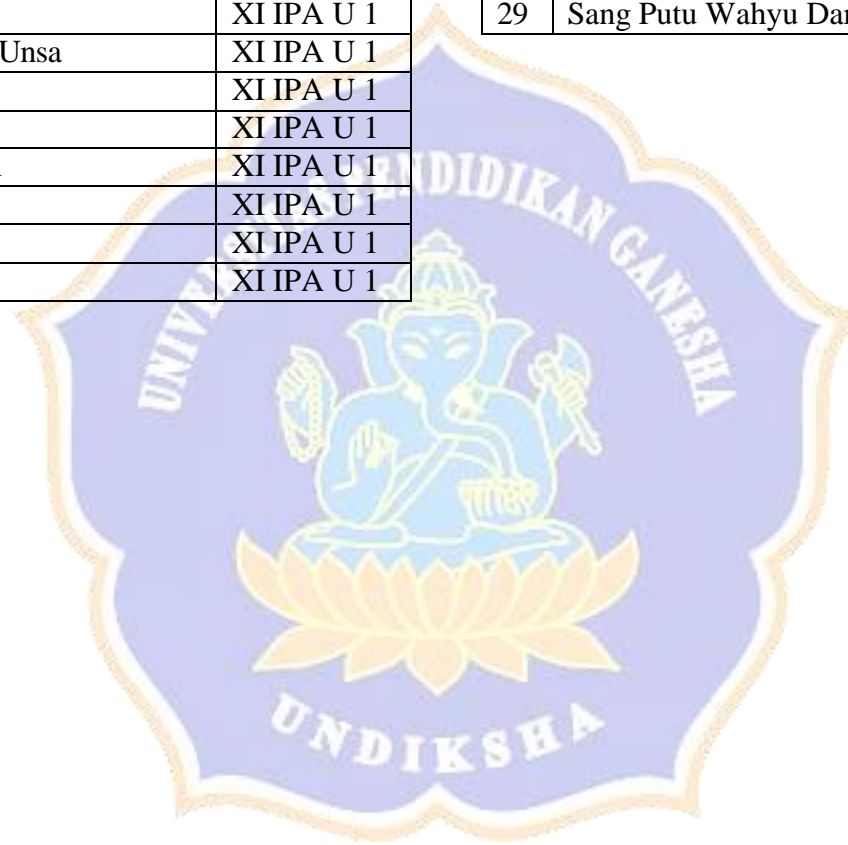 XI IPA U 1
Unsa XI IPA U 1
XI IPA U 1
XI IPA U 1
XI IPA U 1
XI IPA U 1
XI IPA U 1
XI IPA U 1
29 Sang Putu Wahyu
UNIVERSITAS PENDIDIKAN GANESHA
UNDIKSHA